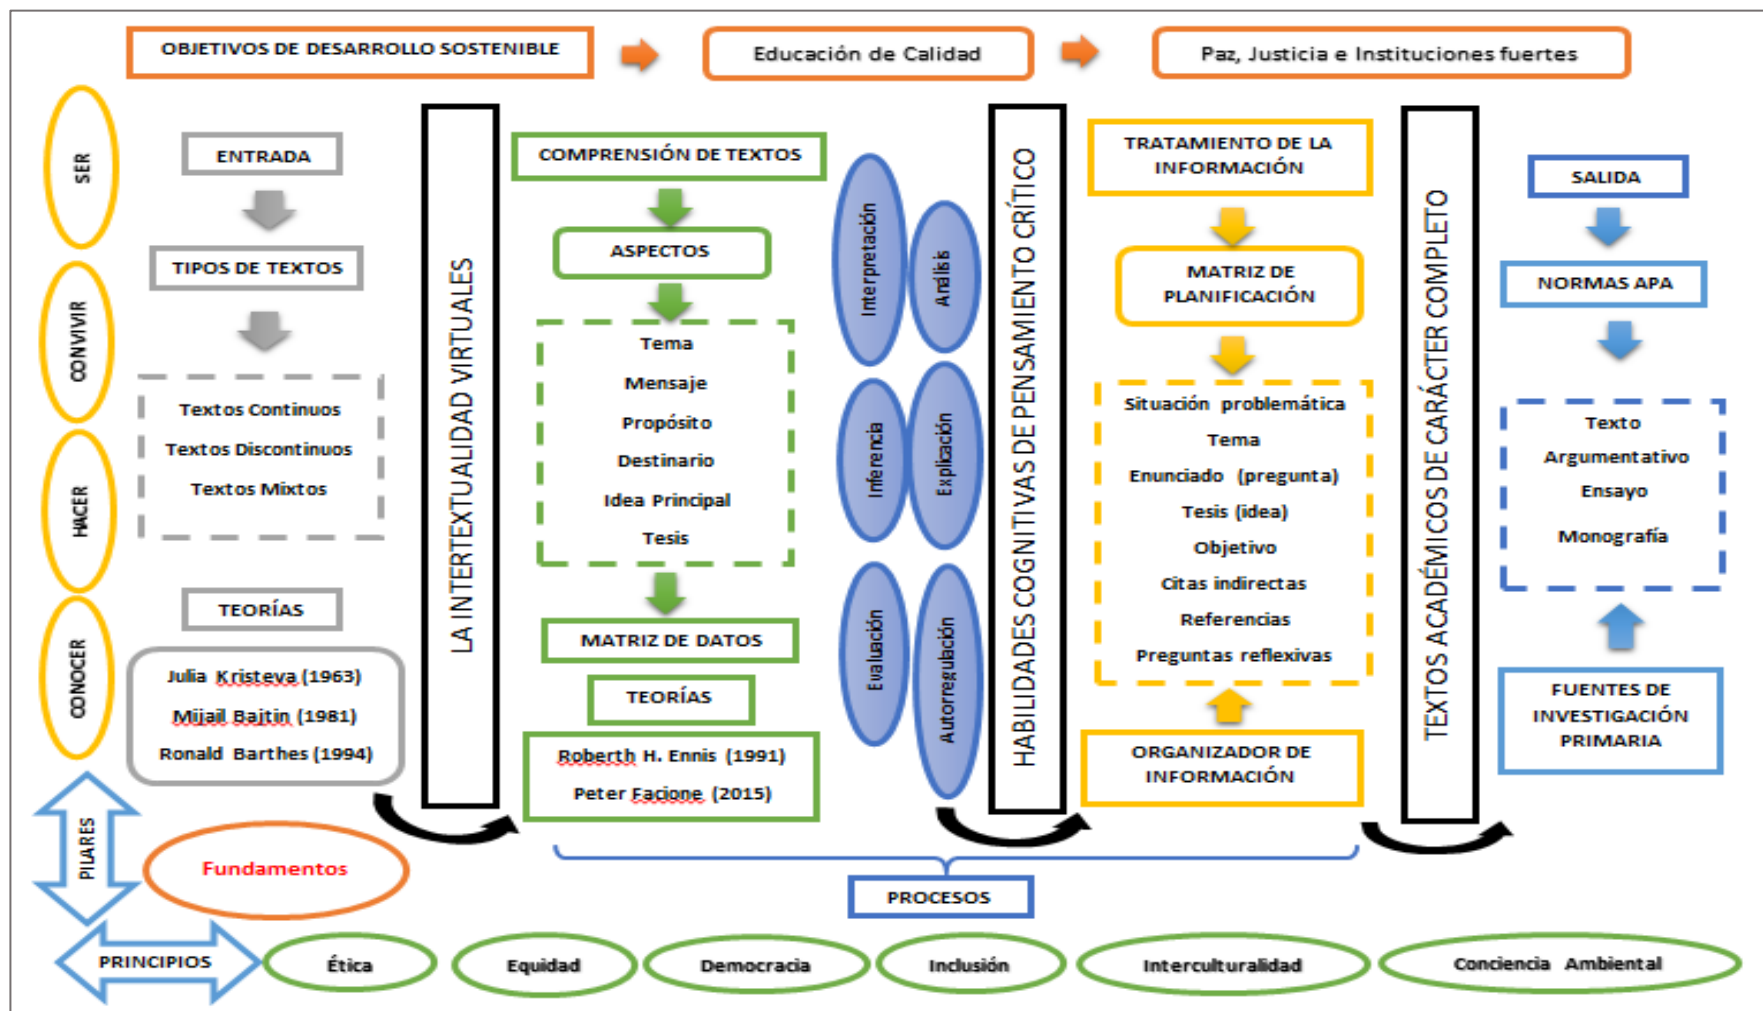 OBJETIVOS DE DESARROLLO SOSTENIBLE
Educación de Calidad
Paz, Justicia e Instituciones fuertes
SER
CONVIVIR
HACER
CONOCER
PILARES
ENTRADA
TIPOS DE TEXTOS
Textos Continuos
Textos Discontinuos
Textos Mixtos
TEORÍAS
Julia Kristeva (1963)
Mijail Bajtin (1981)
Ronald Barthes (1994)
Fundamentos
LA INTERTEXTUALIDAD VIRTUALES
COMPRENSIÓN DE TEXTOS
ASPECTOS
Tema
Mensaje
Propósito
Destinario
Idea Principal
Tesis
MATRIZ DE DATOS
TEORÍAS
Roberth H. Ennis (1991)
Peter Facione (2015)
Interpretación
Análisis
Inferencia
Explicación
Evaluación
Autorregulación
HABILIDADES COGNITIVAS DE PENSAMIENTO CRÍTICO
TRATAMIENTO DE LA
INFORMACIÓN
MATRIZ DE
PLANIFICACIÓN
Situación problemática
Tema
Enunciado (pregunta)
Tesis (idea)
Objetivo
Citas indirectas
Referencias
Preguntas reflexivas
ORGANIZADOR DE
INFORMACIÓN
TEXTOS ACADÉMICOS DE CARÁCTER COMPLETO
SALIDA
NORMAS APA
Texto
Argumentativo
Ensayo
Monografía
FUENTES DE
INVESTIGACIÓN
PRIMARIA
PROCESOS
PRINCIPIOS
Ética
Equidad
Democracia
Inclusión
Interculturalidad
Conciencia Ambiental